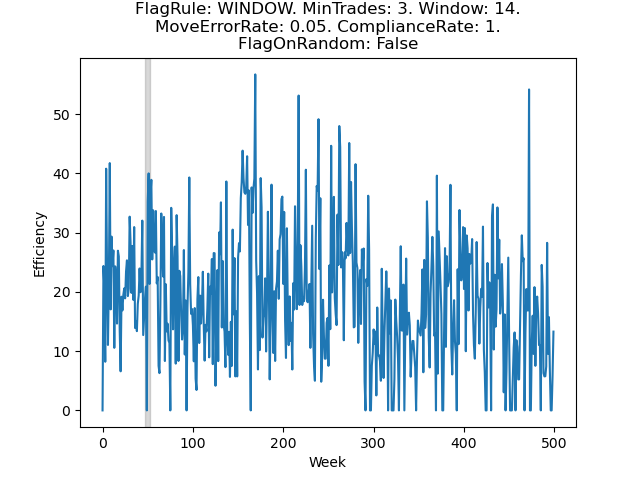 FlagRule: WINDOW. MinTrades: 3. Window: 14.
MoveErrorRate: 0.05. ComplianceRate: 1.
FlagOnRandom: False
50
40
30
20
10
0
Efficiency
0 100 200 300 400 500
Week